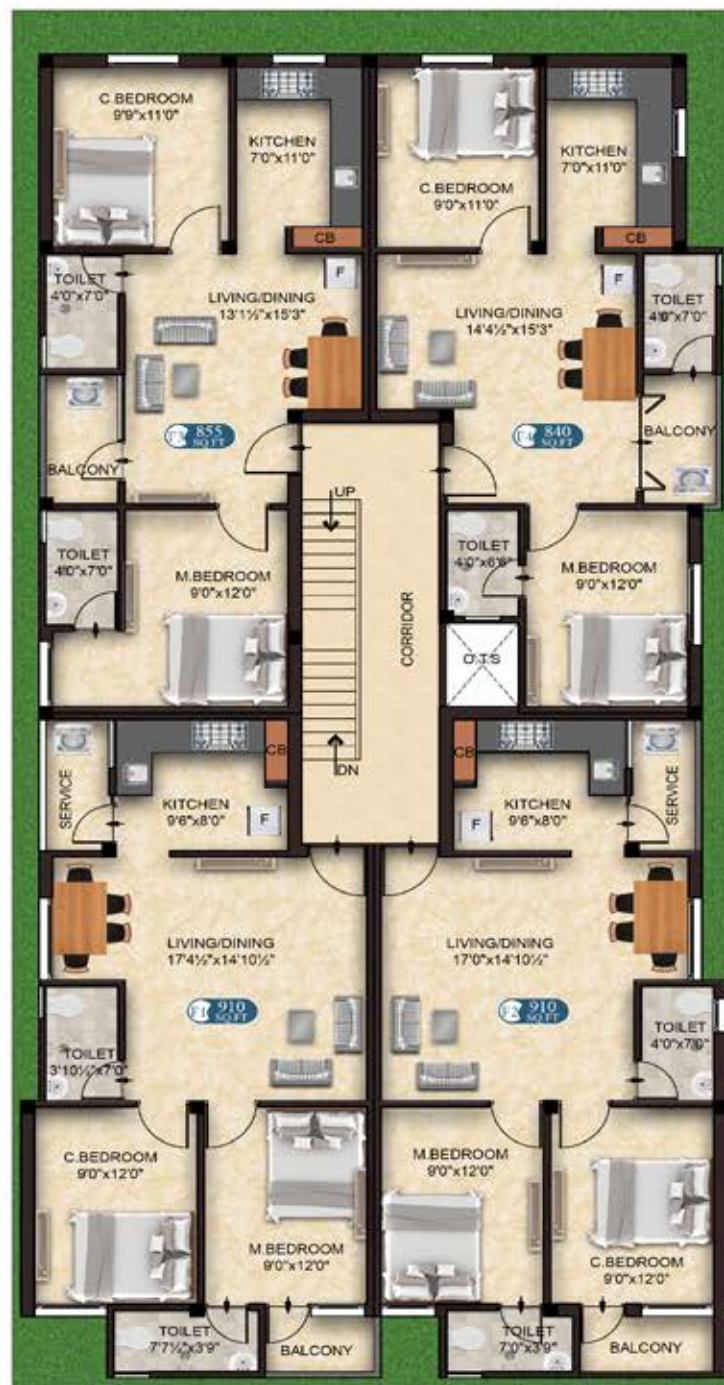 C.BEDROOM
9'9"x11'0"
KITCHEN
7'0"x11'0"
CB
TOILET
4'0"x7'0"
LIVING/DINING
13'1½"x15'3"
F
F3 855
SQ FT
BALCONY
TOILET
4'0"x7'0"
M.BEDROOM
9'0"x12'0"
C.BEDROOM
9'0"x11'0"
KITCHEN
7'0"x11'0"
CB
LIVING/DINING
14'4½"x15'3"
F
TOILET
4'0"x7'0"
F4 840
SQ FT
BALCONY
TOILET
4'0"x6'6"
M.BEDROOM
9'0"x12'0"
O.T.S
UP
CORRIDOR
DN
SERVICE
CB
KITCHEN
9'6"x8'0"
F
LIVING/DINING
17'4½"x14'10½"
F1 910
SQ FT
TOILET
3'10½"x7'0"
C.BEDROOM
9'0"x12'0"
M.BEDROOM
9'0"x12'0"
TOILET
7'7½"x3'9"
BALCONY
CB
KITCHEN
9'6"x8'0"
F
SERVICE
LIVING/DINING
17'0"x14'10½"
F2 910
SQ FT
TOILET
4'0"x7'0"
M.BEDROOM
9'0"x12'0"
C.BEDROOM
9'0"x12'0"
TOILET
7'0"x3'9"
BALCONY